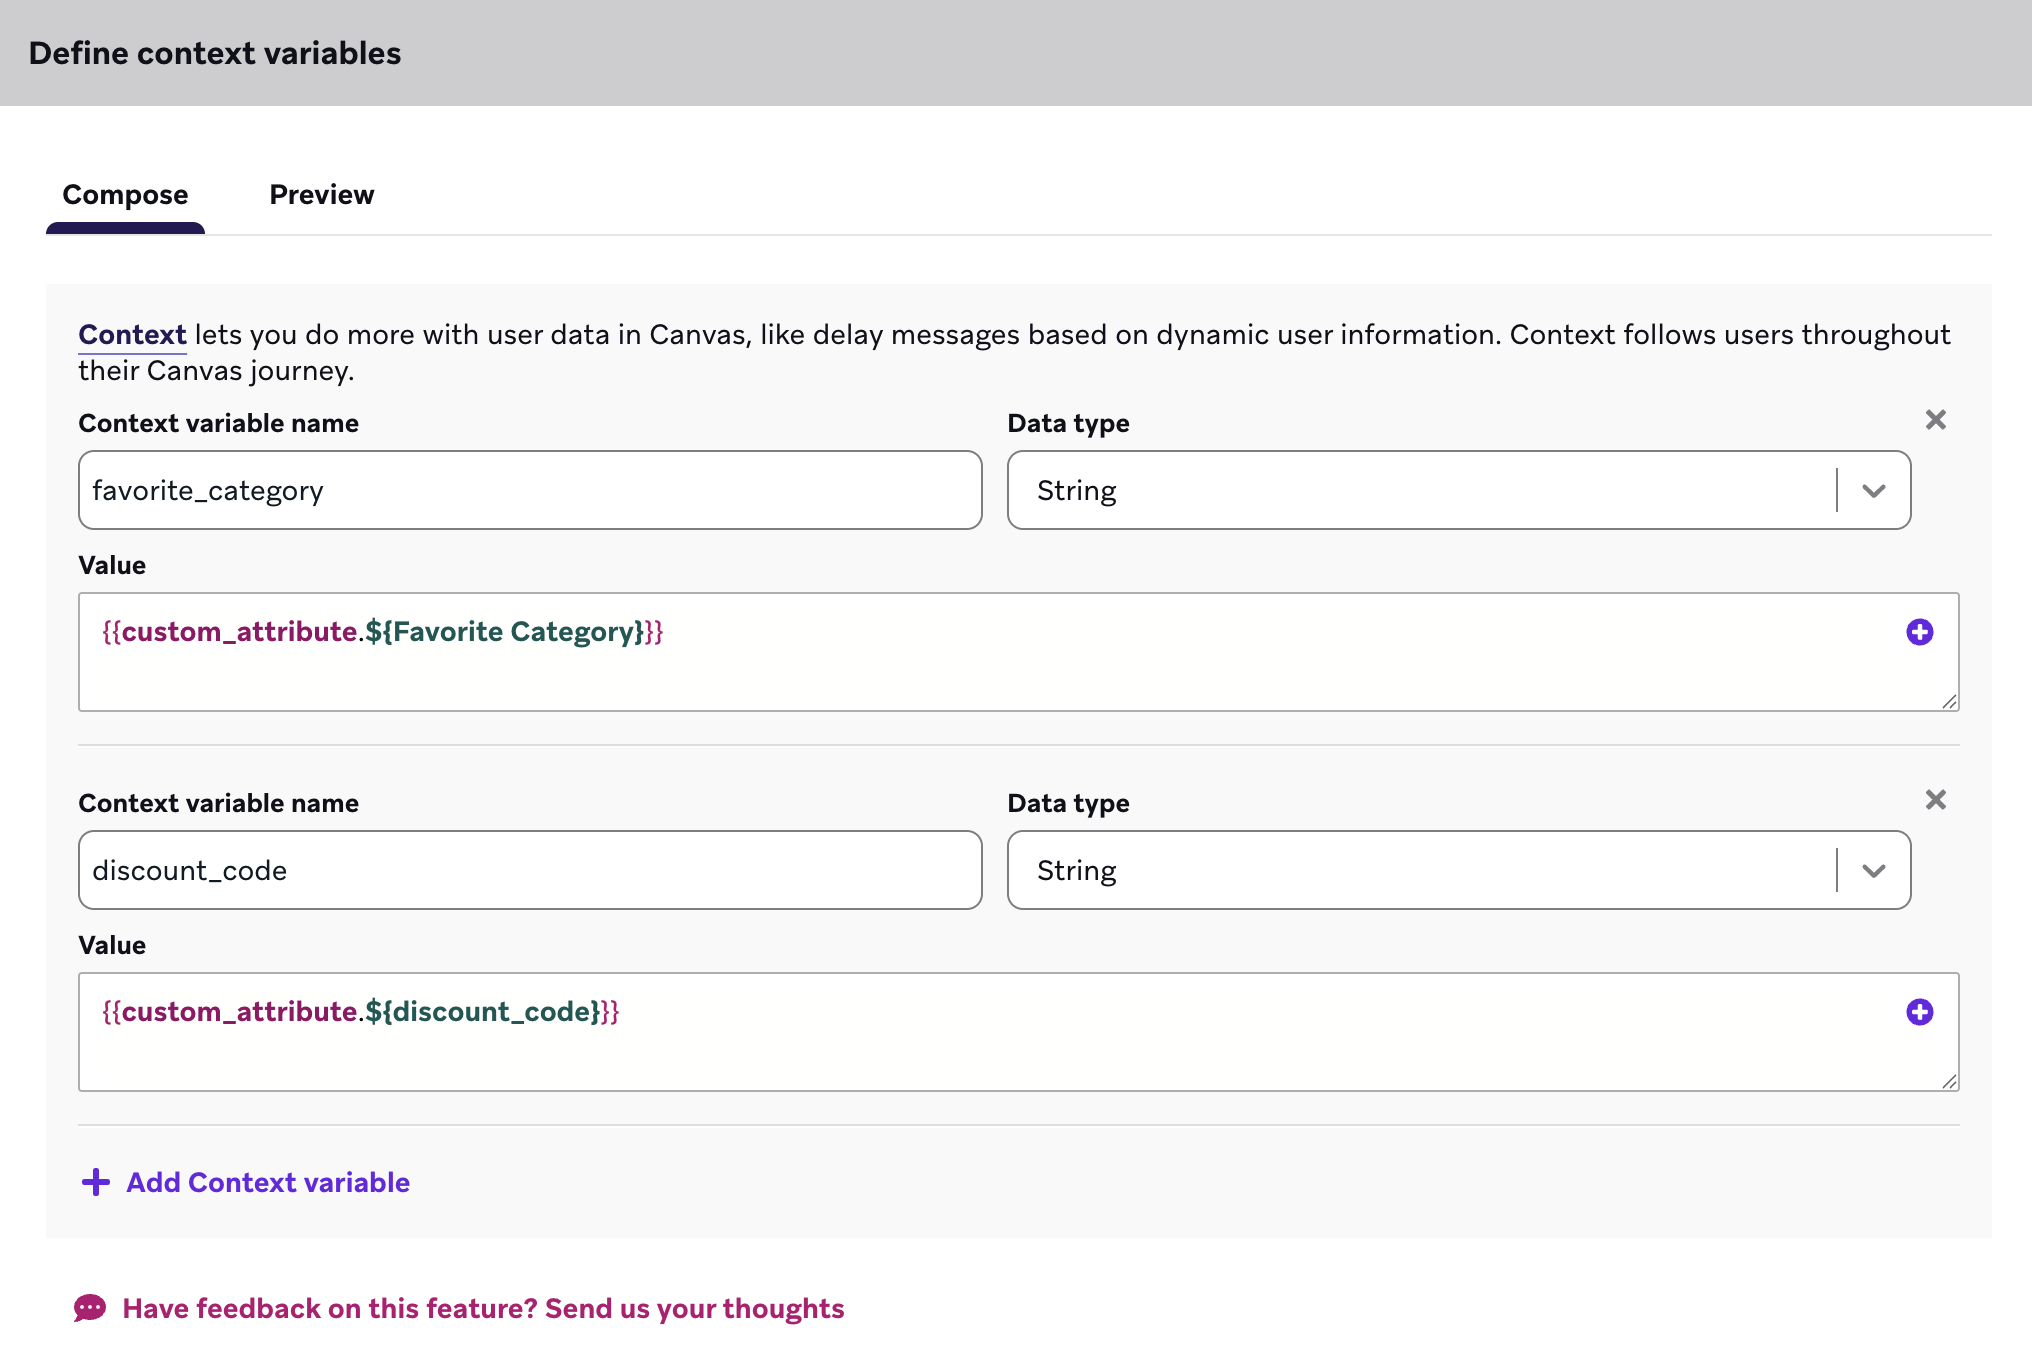 Define context variables
Compose
Preview
Context lets you do more with user data in Canvas, like delay messages based on dynamic user information. Context follows users throughout
their Canvas journey.
Context variable name
Data type
favorite_category
String
Value
{{custom_attribute.${Favorite Category}}}
Context variable name
Data type
discount_code
String
Value
{{custom_attribute.${discount_code}}}
Add Context variable
Have feedback on this feature? Send us your thoughts